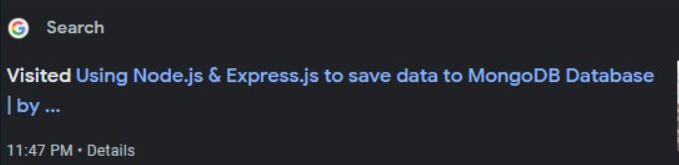 Search
Visited Using Node.js & Express.js to save data to MongoDB Database
| by ...
11:47 PM • Details